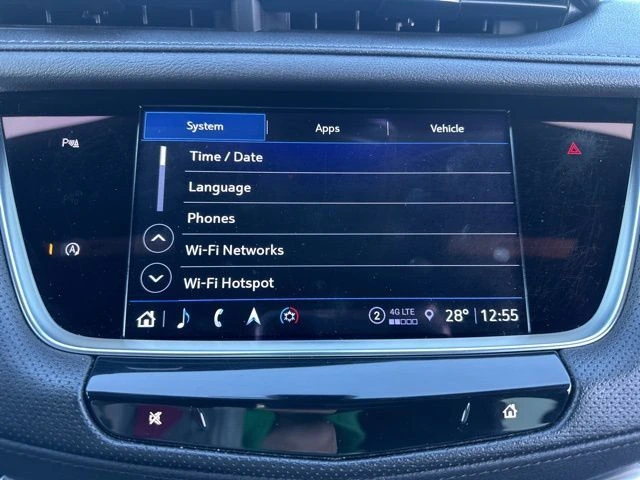 System Apps Vehicle
Time / Date
Language
Phones
Wi-Fi Networks
Wi-Fi Hotspot
2 4G LTE 28° 12:55
P
A